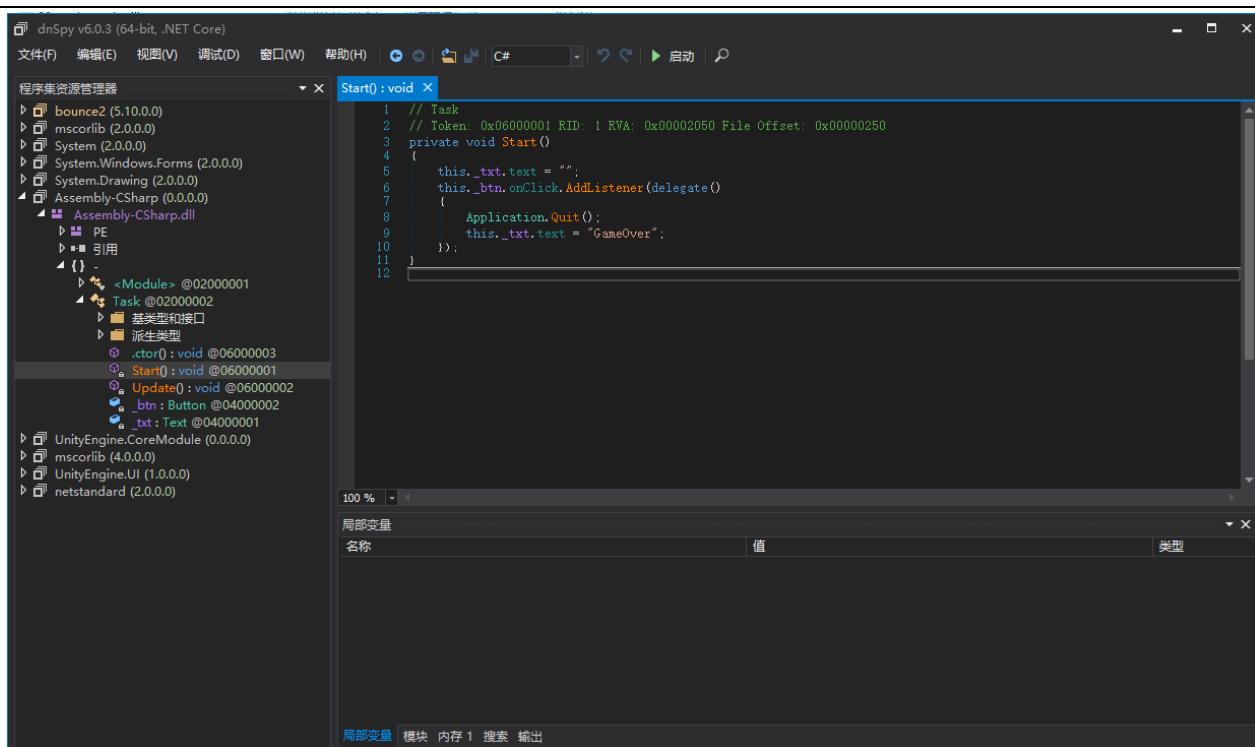 dnSpy v6.0.3 (64-bit, .NET Core)
文件(F) 编辑(E) 视图(V) 调试(D) 窗口(W) 帮助(H) C# 启动
程序集资源管理器
bounce2 (5.10.0.0)
mscorlib (2.0.0.0)
System (2.0.0.0)
System.Windows.Forms (2.0.0.0)
System.Drawing (2.0.0.0)
Assembly-CSharp (0.0.0.0)
Assembly-CSharp.dll
PE
引用
{} -
<Module> @02000001
Task @02000002
基类型和接口
派生类型
.ctor() : void @06000003
Start() : void @06000001
Update() : void @06000002
_btn : Button @04000002
_txt : Text @04000001
UnityEngine.CoreModule (0.0.0.0)
mscorlib (4.0.0.0)
UnityEngine.UI (1.0.0.0)
netstandard (2.0.0.0)
Start() : void
1 // Task
2 // Token: 0x06000001 RID: 1 RVA: 0x00002050 File Offset: 0x00000250
3 private void Start()
4 {
5 this._txt.text = "";
6 this._btn.onClick.AddListener(delegate()
7 {
8 Application.Quit();
9 this._txt.text = "GameOver";
10 });
11 }
12
100 %
局部变量
名称 值 类型
局部变量 模块 内存 1 搜索 输出